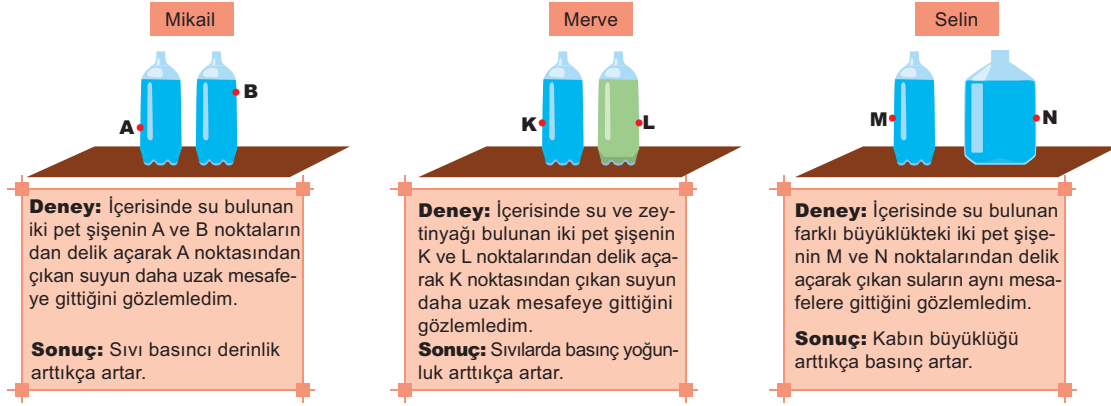 Mikail
A
B
Deney: İçerisinde su bulunan
iki pet şişenin A ve B noktaların
dan delik açarak A noktasından
çıkan suyun daha uzak mesafe-
ye gittiğini gözlemledim.
Sonuç: Sıvı basıncı derinlik
arttıkça artar.
Merve
K
L
Deney: İçerisinde su ve zey-
tinyağı bulunan iki pet şişenin
K ve L noktalarından delik aça-
rak K noktasından çıkan suyun
daha uzak mesafeye gittiğini
gözlemledim.
Sonuç: Sıvılarda basınç yoğun-
luk arttıkça artar.
Selin
M
N
Deney: İçerisinde su bulunan
farklı büyüklükteki iki pet şişe-
nin M ve N noktalarından delik
açarak çıkan suların aynı mesa-
felere gittiğini gözlemledim.
Sonuç: Kabın büyüklüğü
arttıkça basınç artar.